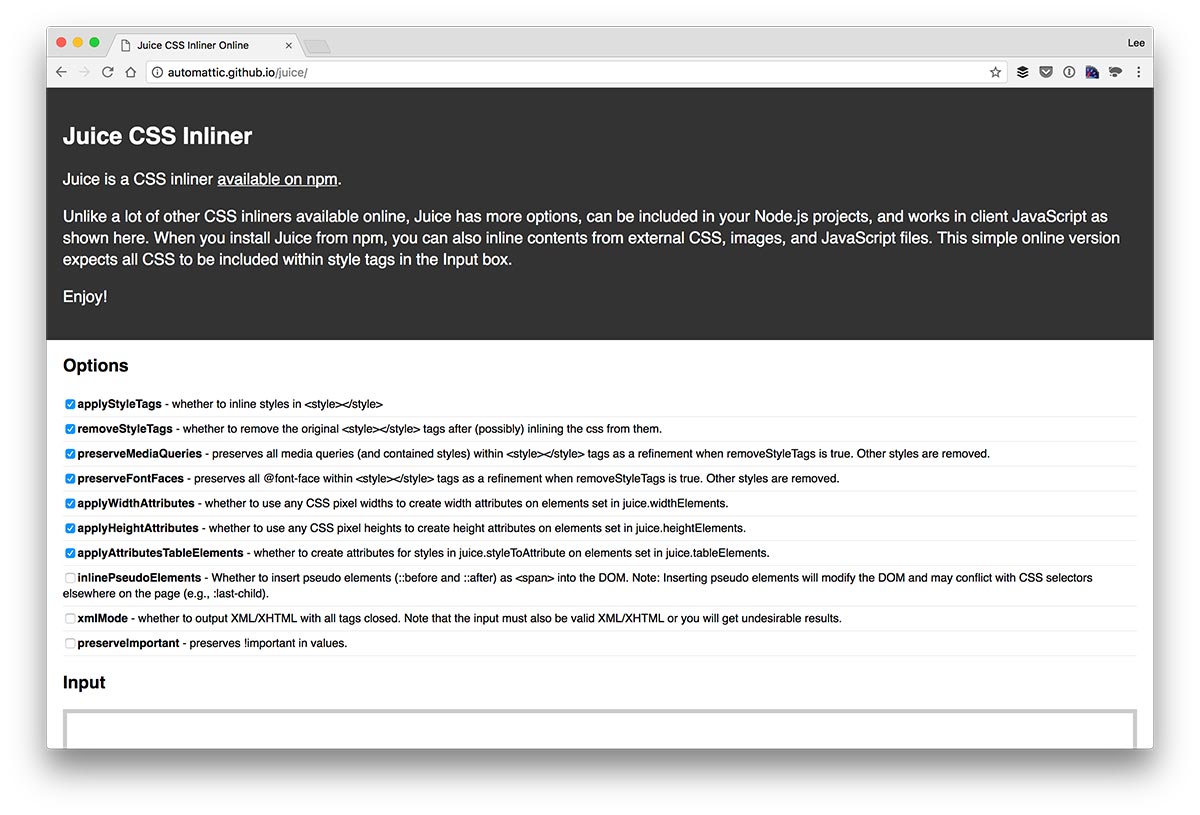 Juice CSS Inliner Online
Lee
automattic.github.io/juice/
Juice CSS Inliner
Juice is a CSS inliner available on npm.
Unlike a lot of other CSS inliners available online, Juice has more options, can be included in your Node.js projects, and works in client JavaScript as
shown here. When you install Juice from npm, you can also inline contents from external CSS, images, and JavaScript files. This simple online version
expects all CSS to be included within style tags in the Input box.
Enjoy!
Options
applyStyleTags - whether to inline styles in <style></style>
removeStyleTags - whether to remove the original <style></style> tags after (possibly) inlining the css from them.
preserveMediaQueries - preserves all media queries (and contained styles) within <style></style> tags as a refinement when removeStyleTags is true. Other styles are removed.
preserveFontFaces - preserves all @font-face within <style></style> tags as a refinement when removeStyleTags is true. Other styles are removed.
applyWidthAttributes - whether to use any CSS pixel widths to create width attributes on elements set in juice.widthElements.
applyHeightAttributes - whether to use any CSS pixel heights to create height attributes on elements set in juice.heightElements.
applyAttributesTableElements - whether to create attributes for styles in juice.styleToAttribute on elements set in juice.tableElements.
inlinePseudoElements - Whether to insert pseudo elements (::before and ::after) as <span> into the DOM. Note: Inserting pseudo elements will modify the DOM and may conflict with CSS selectors
elsewhere on the page (e.g., :last-child).
xmlMode - whether to output XML/XHTML with all tags closed. Note that the input must also be valid XML/XHTML or you will get undesirable results.
preserveImportant - preserves !important in values.
Input